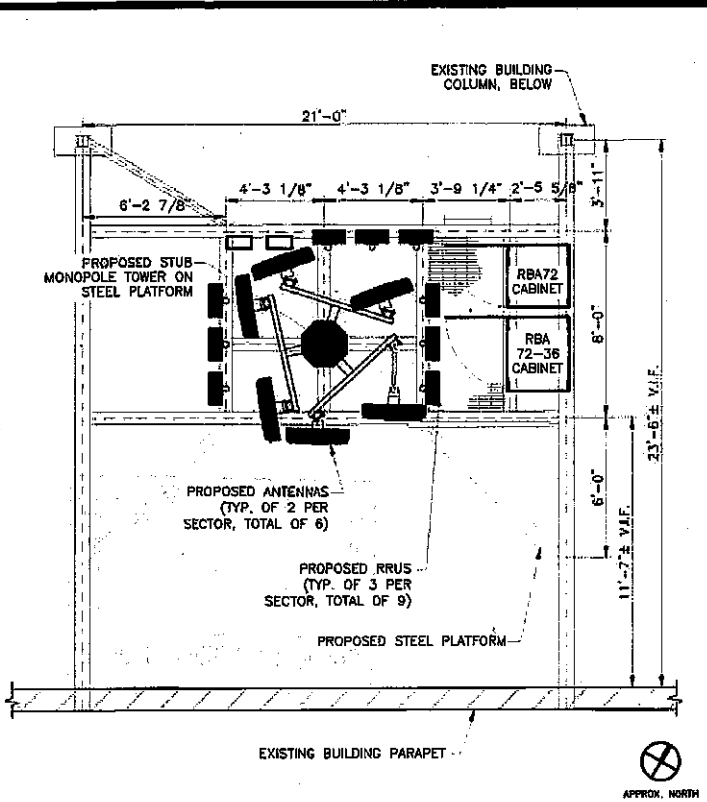 EXISTING BUILDING
COLUMN, BELOW
21'-0"
4'-3 1/8"
4'-3 1/8"
3'-9 1/4"
2'-5 5/8"
6'-2 7/8"
3'-11"
PROPOSED STUB
MONOPOLE TOWER ON
STEEL PLATFORM
RBA72
CABINET
RBA
72-36
CABINET
8'-0"
23'-6"± V.I.F.
PROPOSED ANTENNAS
(TYP. OF 2 PER
SECTOR, TOTAL OF 6)
6'-0"
11'-7"± V.I.F.
PROPOSED RRUS
(TYP. OF 3 PER
SECTOR, TOTAL OF 9)
PROPOSED STEEL PLATFORM
EXISTING BUILDING PARAPET
APPROX. NORTH